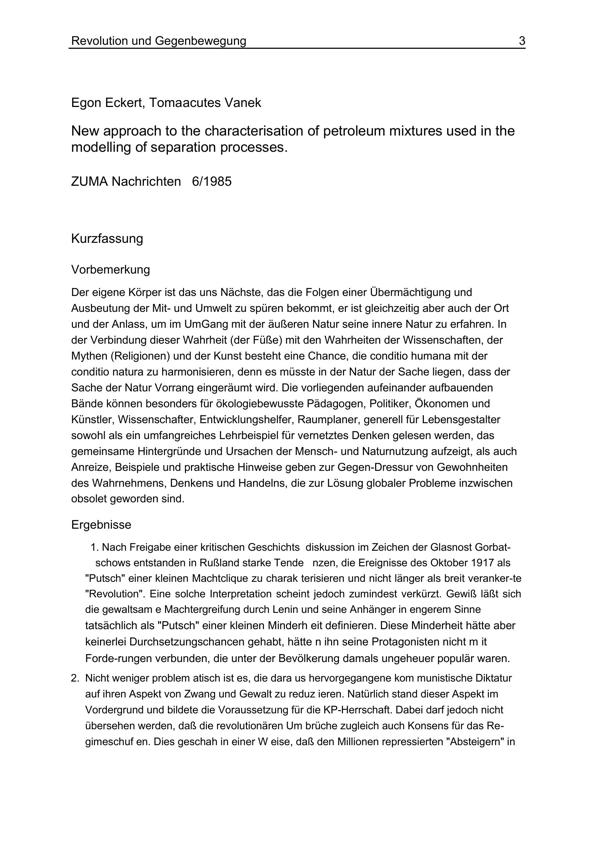 Revolution und Gegenbewegung 3
Egon Eckert, Tomaacutes Vanek
New approach to the characterisation of petroleum mixtures used in the
modelling of separation processes.
ZUMA Nachrichten 6/1985
Kurzfassung
Vorbemerkung
Der eigene Körper ist das uns Nächste, das die Folgen einer Übermächtigung und
Ausbeutung der Mit- und Umwelt zu spüren bekommt, er ist gleichzeitig aber auch der Ort
und der Anlass, um im UmGang mit der äußeren Natur seine innere Natur zu erfahren. In
der Verbindung dieser Wahrheit (der Füße) mit den Wahrheiten der Wissenschaften, der
Mythen (Religionen) und der Kunst besteht eine Chance, die conditio humana mit der
conditio natura zu harmonisieren, denn es müsste in der Natur der Sache liegen, dass der
Sache der Natur Vorrang eingeräumt wird. Die vorliegenden aufeinander aufbauenden
Bände können besonders für ökologiebewusste Pädagogen, Politiker, Ökonomen und
Künstler, Wissenschafter, Entwicklungshelfer, Raumplaner, generell für Lebensgestalter
sowohl als ein umfangreiches Lehrbeispiel für vernetztes Denken gelesen werden, das
gemeinsame Hintergründe und Ursachen der Mensch- und Naturnutzung aufzeigt, als auch
Anreize, Beispiele und praktische Hinweise geben zur Gegen-Dressur von Gewohnheiten
des Wahrnehmens, Denkens und Handelns, die zur Lösung globaler Probleme inzwischen
obsolet geworden sind.
Ergebnisse
1. Nach Freigabe einer kritischen Geschichts diskussion im Zeichen der Glasnost Gorbat-
schows entstanden in Rußland starke Tende nzen, die Ereignisse des Oktober 1917 als
"Putsch" einer kleinen Machtclique zu charak terisieren und nicht länger als breit veranker-te
"Revolution". Eine solche Interpretation scheint jedoch zumindest verkürzt. Gewiß läßt sich
die gewaltsam e Machtergreifung durch Lenin und seine Anhänger in engerem Sinne
tatsächlich als "Putsch" einer kleinen Minderh eit definieren. Diese Minderheit hätte aber
keinerlei Durchsetzungschancen gehabt, hätte n ihn seine Protagonisten nicht m it
Forde-rungen verbunden, die unter der Bevölkerung damals ungeheuer populär waren.
2. Nicht weniger problem atisch ist es, die dara us hervorgegangene kom munistische Diktatur
auf ihren Aspekt von Zwang und Gewalt zu reduz ieren. Natürlich stand dieser Aspekt im
Vordergrund und bildete die Voraussetzung für die KP-Herrschaft. Dabei darf jedoch nicht
übersehen werden, daß die revolutionären Um brüche zugleich auch Konsens für das Re-
gimeschuf en. Dies geschah in einer W eise, daß den Millionen repressierten "Absteigern" in